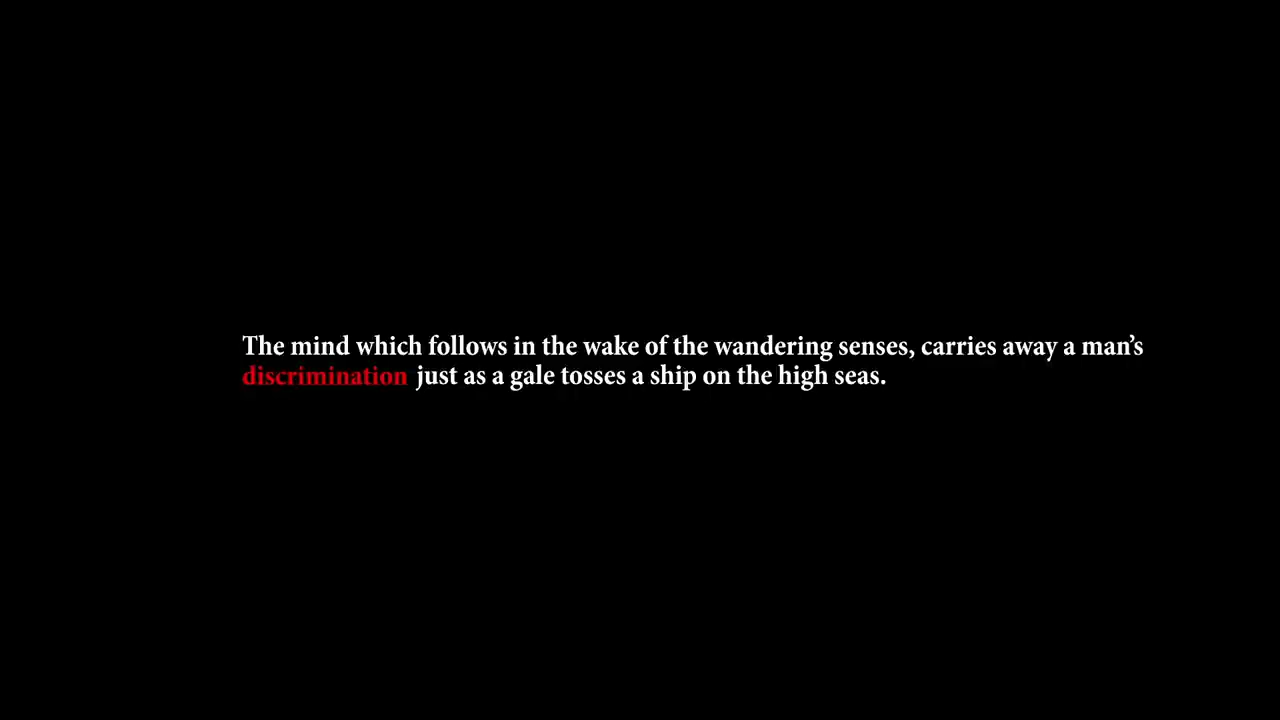 The mind which follows in the wake of the wandering senses, carries away a man’s
discrimination just as a gale tosses a ship on the high seas.